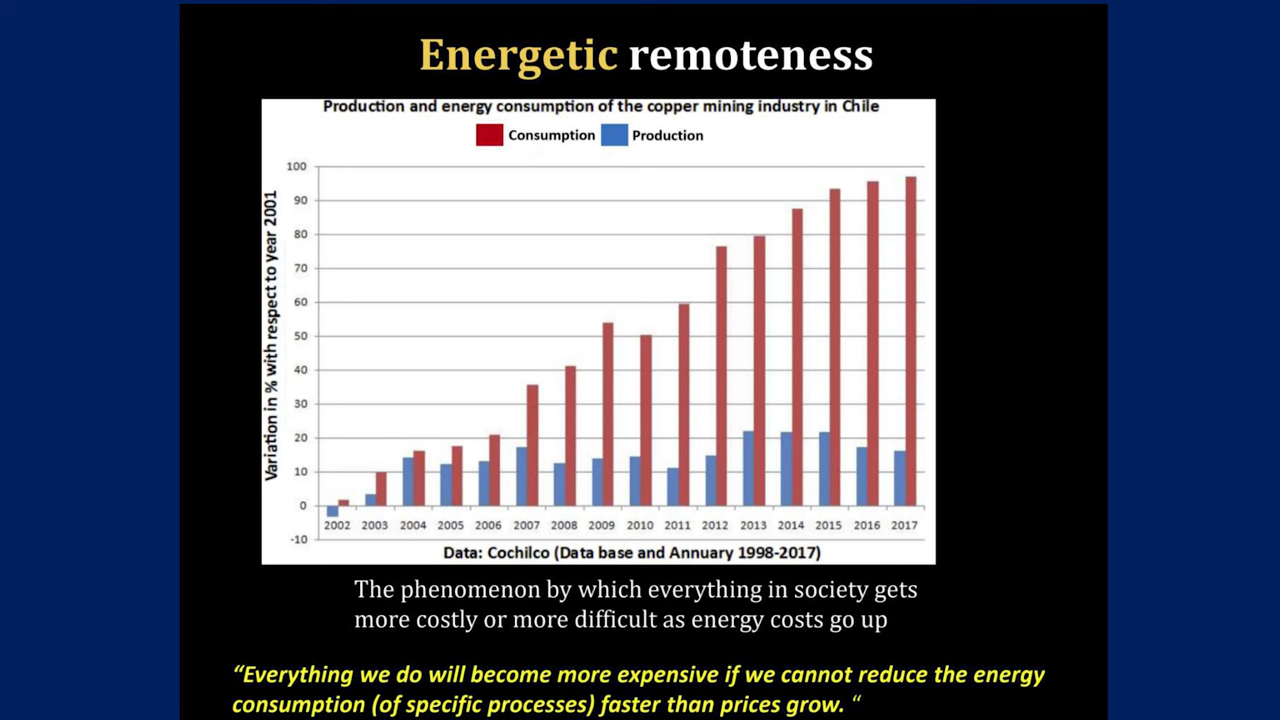 Energetic remoteness
Production and energy consumption of the copper mining industry in Chile
Consumption Production
Variation in % with respect to year 2001
100
90
80
70
60
50
40
30
20
10
0
-10
2002 2003 2004 2005 2006 2007 2008 2009 2010 2011 2012 2013 2014 2015 2016 2017
Data: Cochilco (Data base and Annuary 1998-2017)
The phenomenon by which everything in society gets
more costly or more difficult as energy costs go up
“Everything we do will become more expensive if we cannot reduce the energy
consumption (of specific processes) faster than prices grow. “